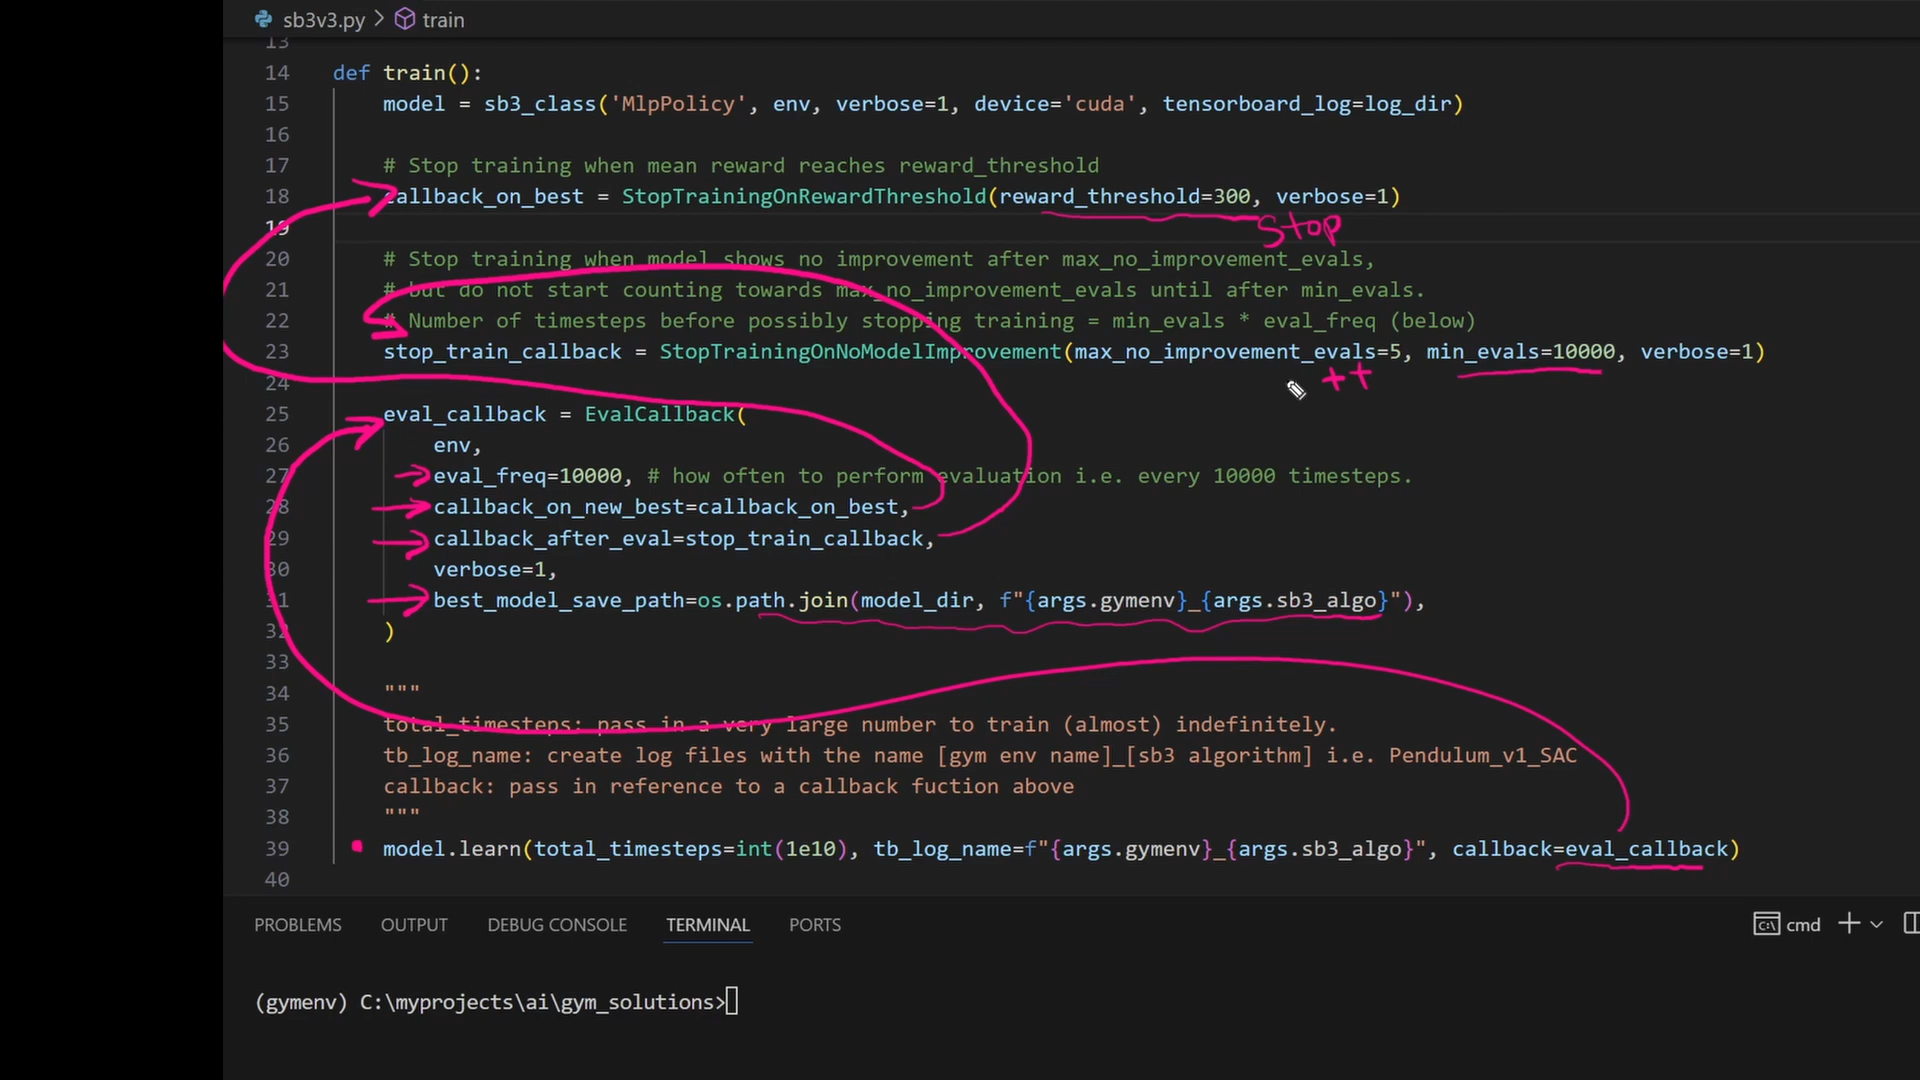 sb3v3.py > train
13
14 def train():
15 model = sb3_class('MlpPolicy', env, verbose=1, device='cuda', tensorboard_log=log_dir)
16
17 # Stop training when mean reward reaches reward_threshold
18 callback_on_best = StopTrainingOnRewardThreshold(reward_threshold=300, verbose=1)
19
Stop
20 # Stop training when model shows no improvement after max_no_improvement_evals,
21 # but do not start counting towards max_no_improvement_evals until after min_evals.
22 # Number of timesteps before possibly stopping training = min_evals * eval_freq (below)
23 stop_train_callback = StopTrainingOnNoModelImprovement(max_no_improvement_evals=5, min_evals=10000, verbose=1)
24
++
25 eval_callback = EvalCallback(
26 env,
27 eval_freq=10000, # how often to perform evaluation i.e. every 10000 timesteps.
28 callback_on_new_best=callback_on_best,
29 callback_after_eval=stop_train_callback,
30 verbose=1,
31 best_model_save_path=os.path.join(model_dir, f"{args.gymenv}_{args.sb3_algo}"),
32 )
33
34 """
35 total_timesteps: pass in a very large number to train (almost) indefinitely.
36 tb_log_name: create log files with the name [gym env name]_[sb3 algorithm] i.e. Pendulum_v1_SAC
37 callback: pass in reference to a callback fuction above
38 """
39 model.learn(total_timesteps=int(1e10), tb_log_name=f"{args.gymenv}_{args.sb3_algo}", callback=eval_callback)
40
PROBLEMS OUTPUT DEBUG CONSOLE TERMINAL PORTS cmd
(gymenv) C:\myprojects\ai\gym_solutions>